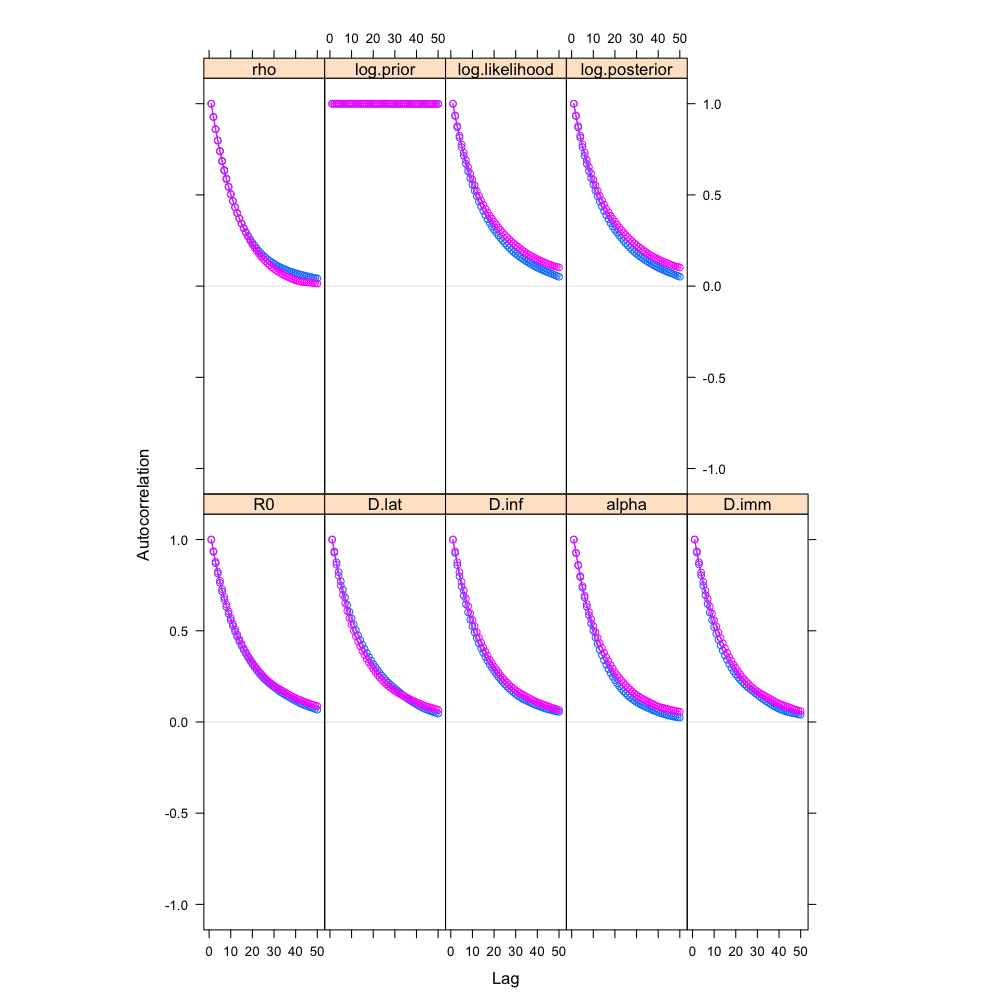 0 10 20 30 40 50 0 10 20 30 40 50
rho log.prior log.likelihood log.posterior
1.0
0.5
0.0
-0.5
-1.0
Autocorrelation
R0 D.lat D.inf alpha D.imm
1.0
0.5
0.0
-0.5
-1.0
0 10 20 30 40 50 0 10 20 30 40 50 0 10 20 30 40 50
Lag